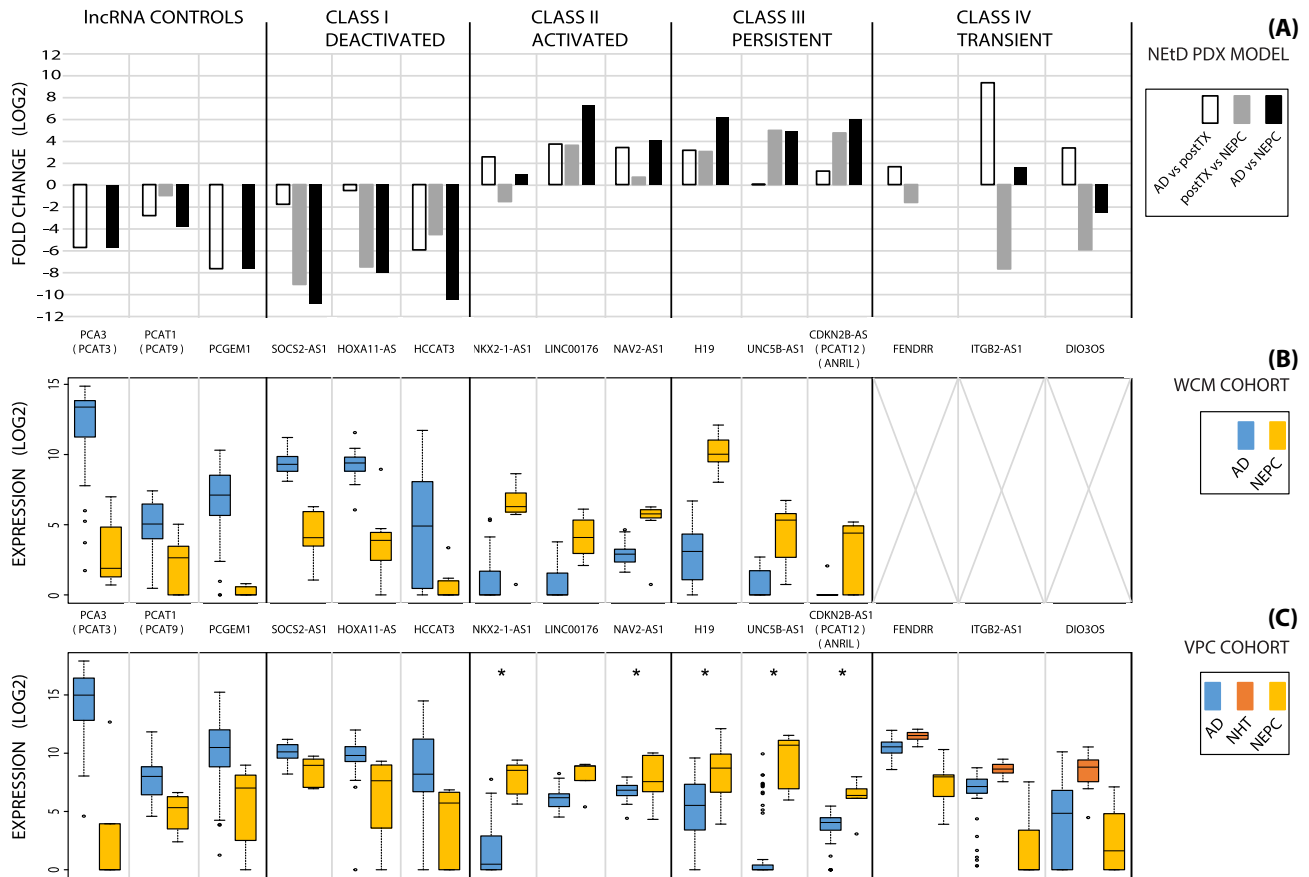 lncRNA CONTROLS
CLASS I
DEACTIVATED
CLASS II
ACTIVATED
CLASS III
PERSISTENT
CLASS IV
TRANSIENT
(A)
NEtD PDX MODEL
AD vs postTX
postTX vs NEPC
AD vs NEPC
FOLD CHANGE (LOG2)
12
10
8
6
4
2
0
-2
-4
-6
-8
-10
-12
PCA3
( PCAT3 )
PCAT1
( PCAT9 )
PCGEM1
SOCS2-AS1
HOXA11-AS
HCCAT3
NKX2-1-AS1
LINC00176
NAV2-AS1
H19
UNC5B-AS1
CDKN2B-AS
( PCAT12 )
( ANRIL )
FENDRR
ITGB2-AS1
DIO3OS
(B)
WCM COHORT
AD
NEPC
EXPRESSION (LOG2)
15
10
5
0
PCA3
( PCAT3 )
PCAT1
( PCAT9 )
PCGEM1
SOCS2-AS1
HOXA11-AS
HCCAT3
NKX2-1-AS1
LINC00176
NAV2-AS1
H19
UNC5B-AS1
CDKN2B-AS1
( PCAT12 )
( ANRIL )
FENDRR
ITGB2-AS1
DIO3OS
(C)
VPC COHORT
AD
NHT
NEPC
EXPRESSION (LOG2)
15
10
5
0
* * * * *